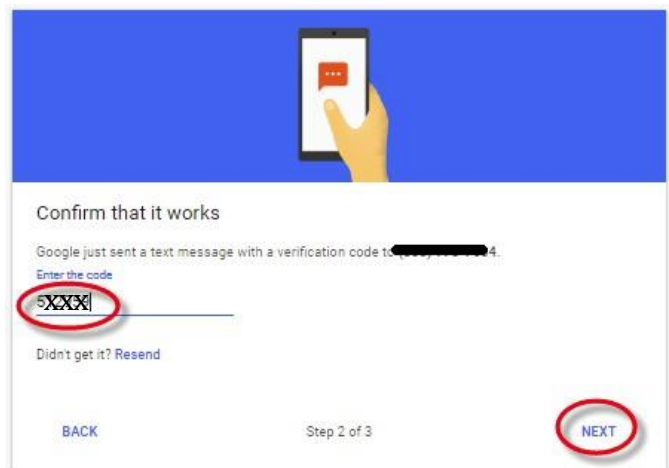 Confirm that it works
Google just sent a text message with a verification code to 4.
Enter the code
5XXX
Didn't get it? Resend
BACK Step 2 of 3 NEXT